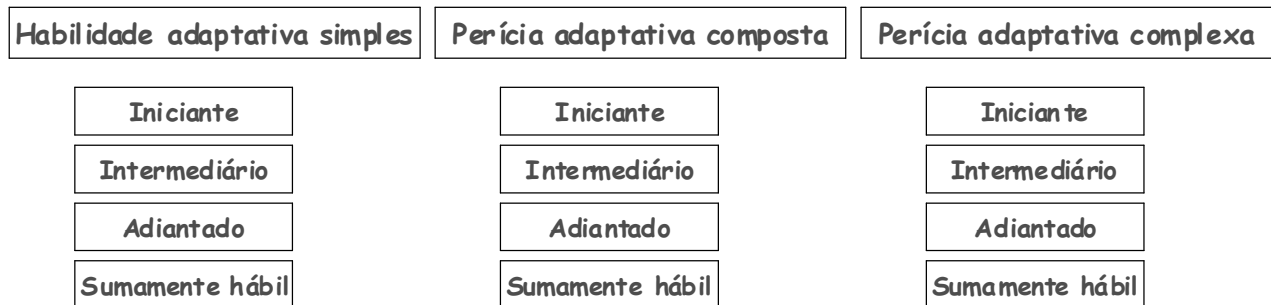 Habilidade adaptativa simples
Perícia adaptativa composta
Perícia adaptativa complexa
Iniciante
Iniciante
Iniciante
Intermediário
Intermediário
Intermediário
Adiantado
Adiantado
Adiantado
Sumamente hábil
Sumamente hábil
Sumamente hábil